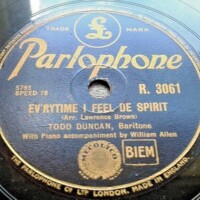 TRADE MARK
Parlophone
5765
SPEED 78
R. 3061
EV'RYTIME I FEEL DE SPIRIT
(Arr. Lawrence Brown)
TODD DUNCAN, Baritone
With Piano accompaniment by William Allen
BIEM
THE PARLOPHONE CO LTD LONDON. MADE IN ENGLAND.